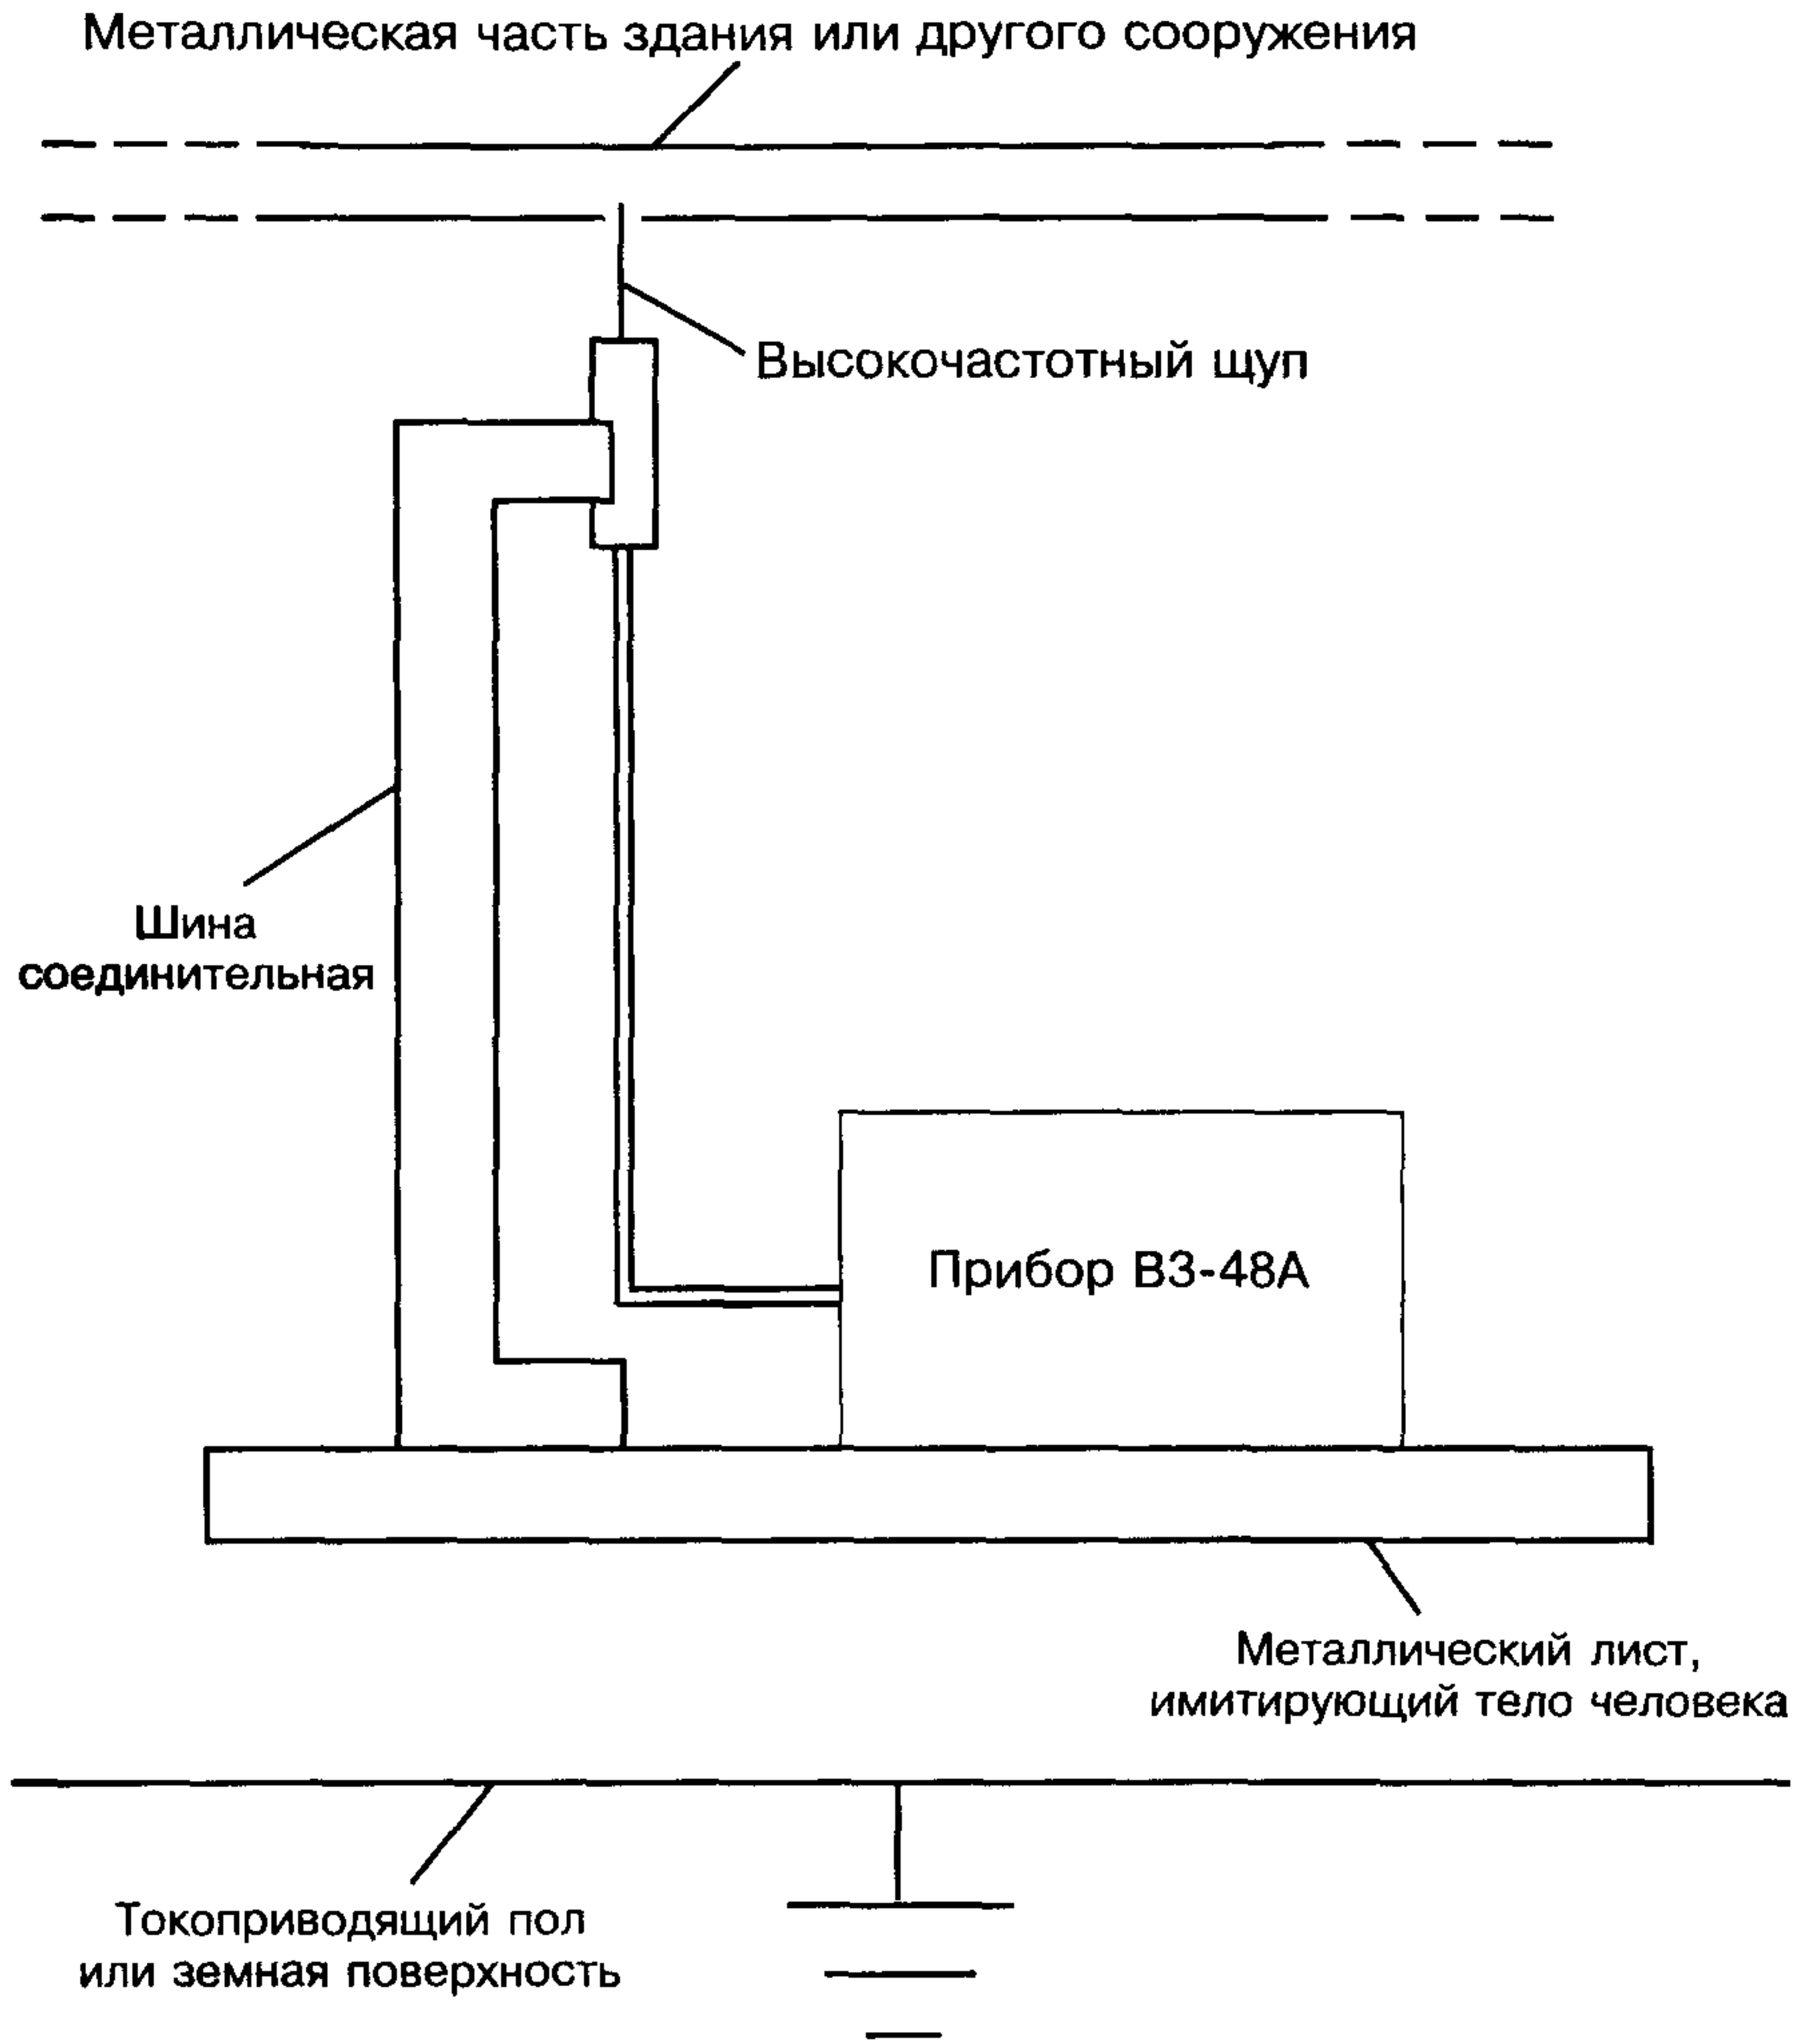 Металлическая часть здания или другого сооружения
Высокочастотный щуп
Шина
соединительная
Прибор ВЗ-48А
Металлический лист,
имитирующий тело человека
Токоприводящий пол
или земная поверхность